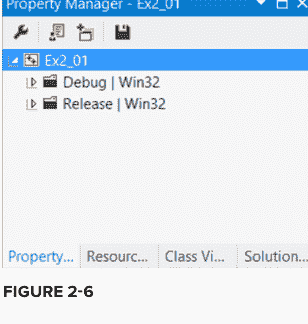 Property Manager - Ex2_01
Ex2_01
Debug | Win32
Release | Win32
Property... Resourc... Class Vi... Solution...
FIGURE 2-6